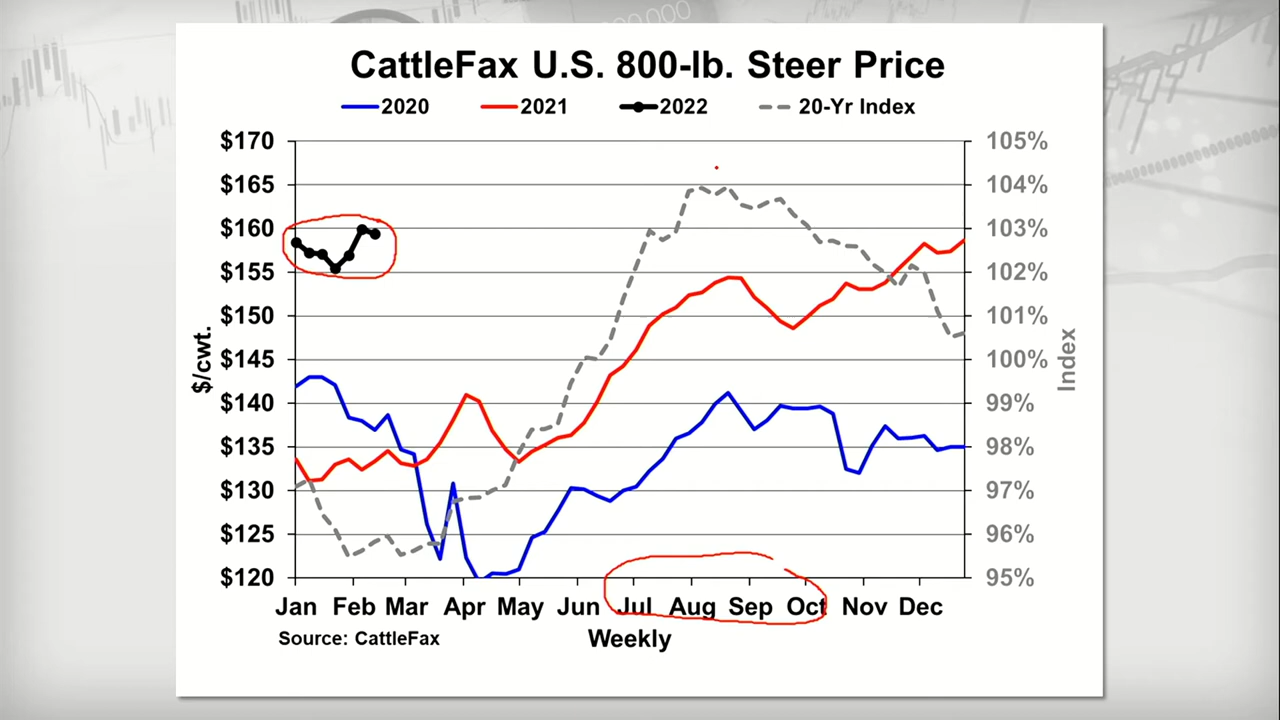 000,000
CattleFax U.S. 800-lb. Steer Price
2020 2021 2022 20-Yr Index
$170 105%
$165 104%
$160 103%
$155 102%
$150 101%
$145 100%
$140 99%
$135 98%
$130 97%
$125 96%
$120 95%
$/cwt.
Index
Jan Feb Mar Apr May Jun Jul Aug Sep Oct Nov Dec
Source: CattleFax
Weekly